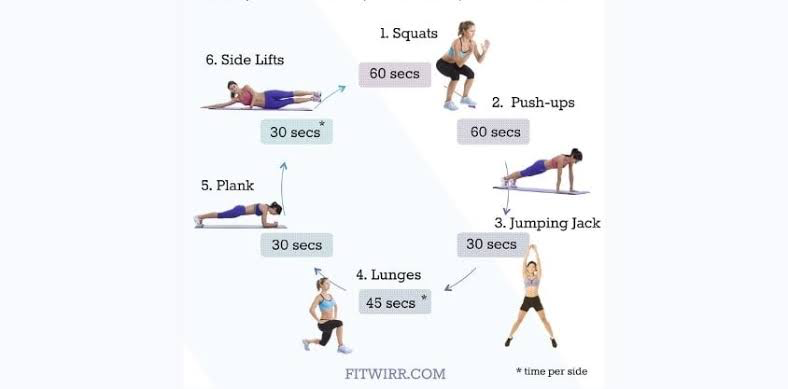 1. Squats
60 secs
2. Push-ups
60 secs
3. Jumping Jack
30 secs
4. Lunges
45 secs *
5. Plank
30 secs
6. Side Lifts
30 secs*
FITWIRR.COM
* time per side